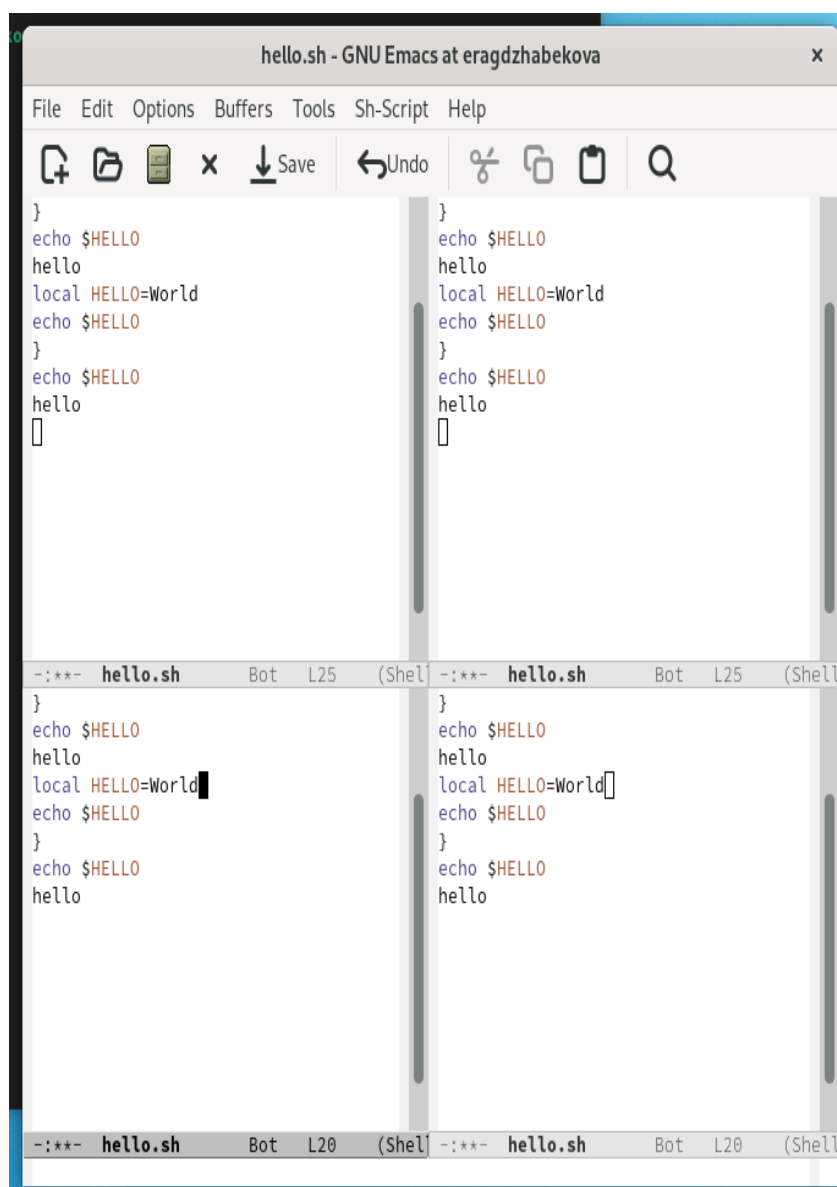 ko
hello.sh - GNU Emacs at eragdzhabekova x
File Edit Options Buffers Tools Sh-Script Help
Save Undo
}
echo $HELLO
hello
local HELLO=World
echo $HELLO
}
echo $HELLO
hello
-:**- hello.sh Bot L25 (Shel
}
echo $HELLO
hello
local HELLO=World
echo $HELLO
}
echo $HELLO
hello
-:**- hello.sh Bot L25 (Shell
}
echo $HELLO
hello
local HELLO=World
echo $HELLO
}
echo $HELLO
hello
-:**- hello.sh Bot L20 (Shel
}
echo $HELLO
hello
local HELLO=World
echo $HELLO
}
echo $HELLO
hello
-:**- hello.sh Bot L20 (Shell